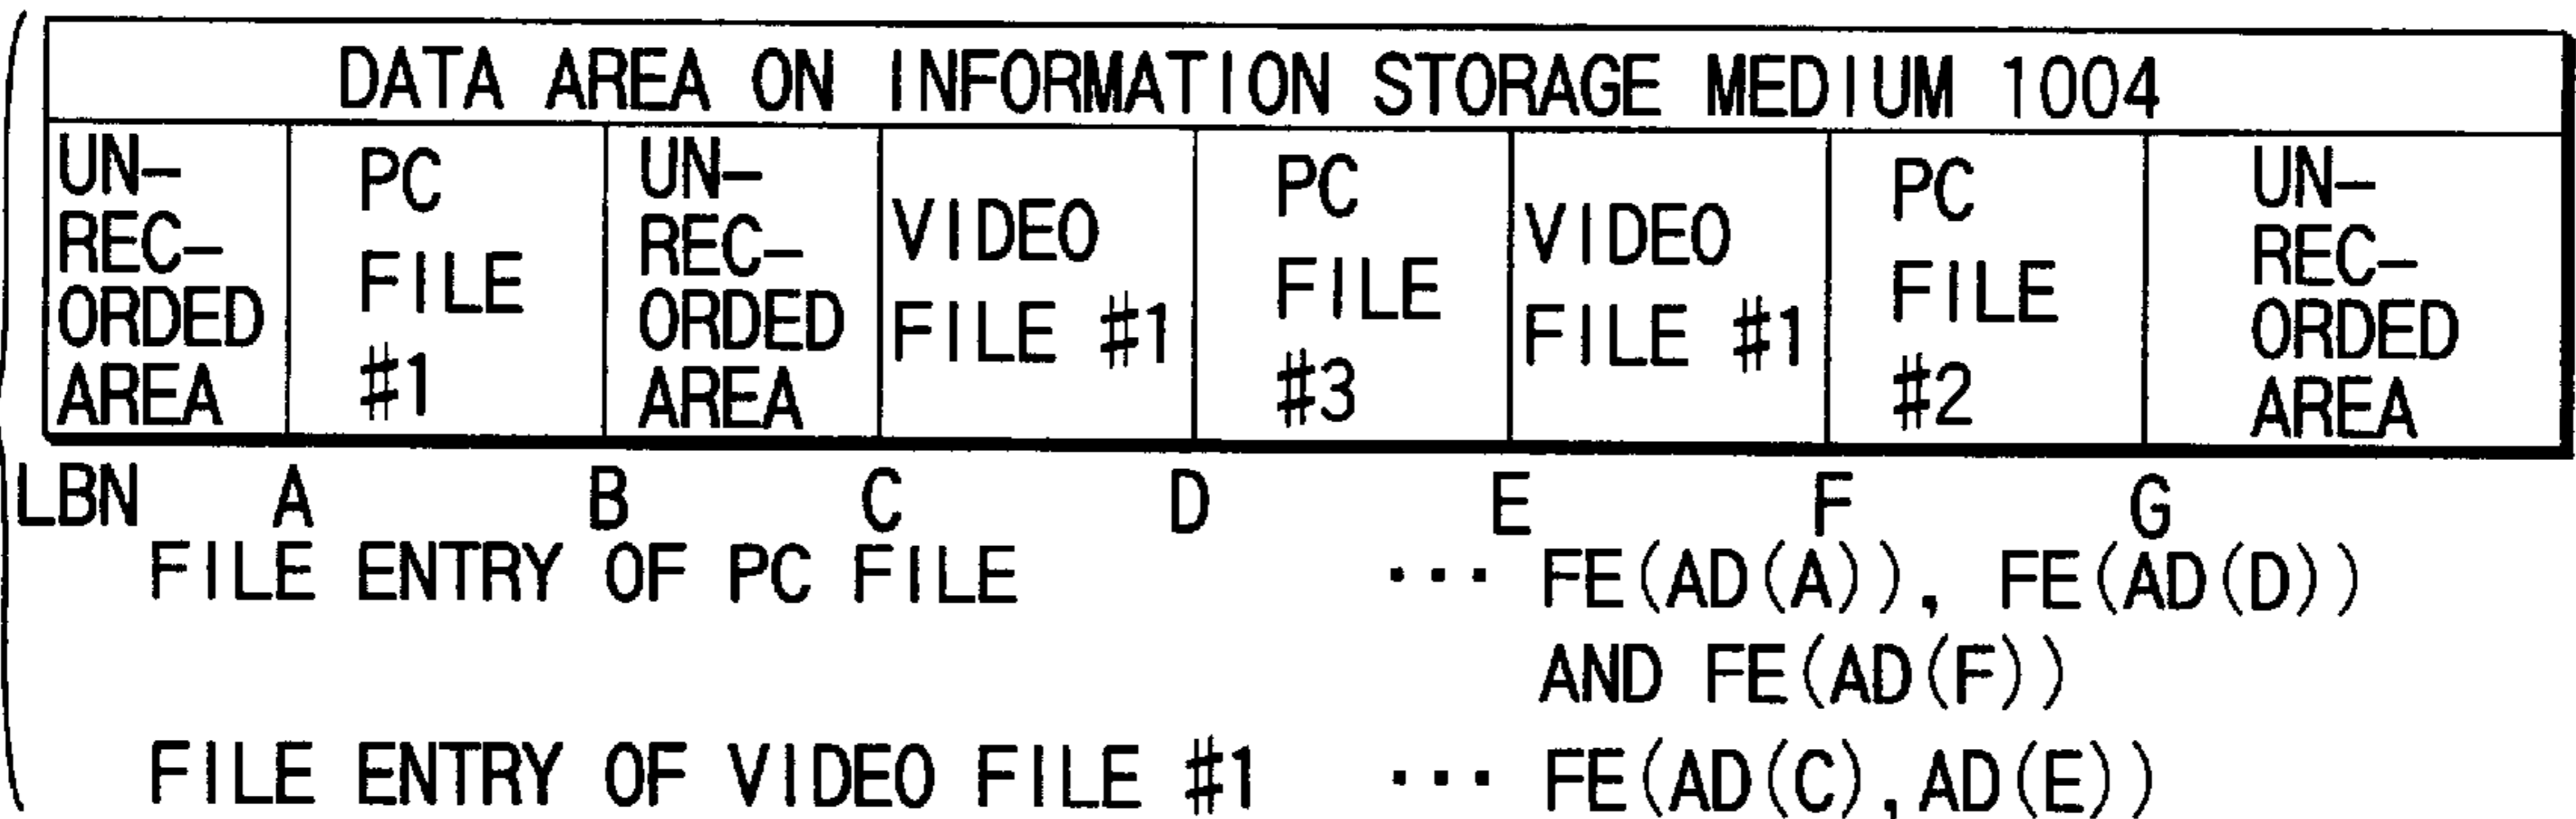 DATA AREA ON INFORMATION STORAGE MEDIUM 1004
UN-
REC-
ORDED
AREA
PC
FILE
#1
UN-
REC-
ORDED
AREA
VIDEO
FILE #1
PC
FILE
#3
VIDEO
FILE #1
PC
FILE
#2
UN-
REC-
ORDED
AREA
LBN A B C D E F G
FILE ENTRY OF PC FILE ··· FE(AD(A)), FE(AD(D))
AND FE(AD(F))
FILE ENTRY OF VIDEO FILE #1 ··· FE(AD(C),AD(E))